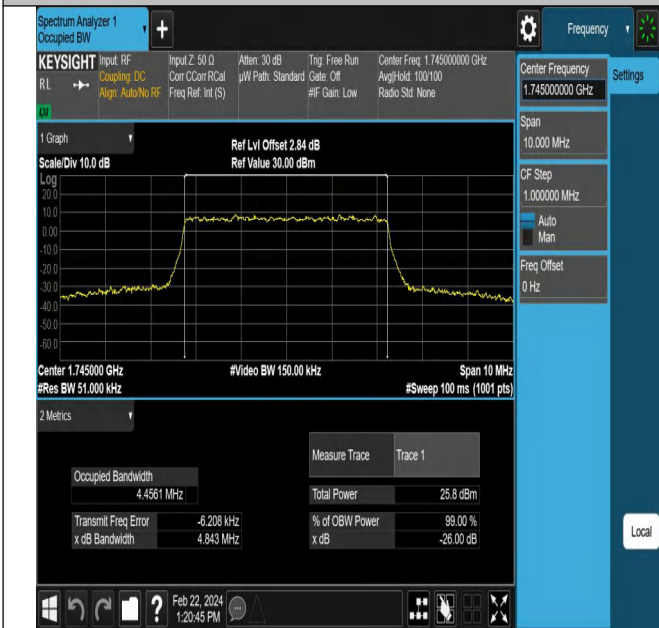 Spectrum Analyzer 1
Occupied BW
+
Frequency
KEYSIGHT
RL
LXI
Input: RF
Coupling: DC
Align: Auto/No RF
Input Z: 50 Ω
Corr CCorr RCal
Freq Ref: Int (S)
Atten: 30 dB
µW Path: Standard
Trig: Free Run
Gate: Off
#IF Gain: Low
Center Freq: 1.745000000 GHz
Avg|Hold: 100/100
Radio Std: None
Center Frequency
1.745000000 GHz
Settings
Span
10.000 MHz
CF Step
1.000000 MHz
Auto
Man
Freq Offset
0 Hz
Local
1 Graph
Scale/Div 10.0 dB
Ref Lvl Offset 2.84 dB
Ref Value 30.00 dBm
Log
20.0
10.0
0.00
-10.0
-20.0
-30.0
-40.0
-50.0
-60.0
Center 1.745000 GHz
#Res BW 51.000 kHz
#Video BW 150.00 kHz
Span 10 MHz
#Sweep 100 ms (1001 pts)
2 Metrics
Measure Trace Trace 1
Occupied Bandwidth
4.4561 MHz
Total Power 25.8 dBm
Transmit Freq Error -6.208 kHz
% of OBW Power 99.00 %
x dB Bandwidth 4.843 MHz
x dB -26.00 dB
?
Feb 22, 2024
1:20:45 PM